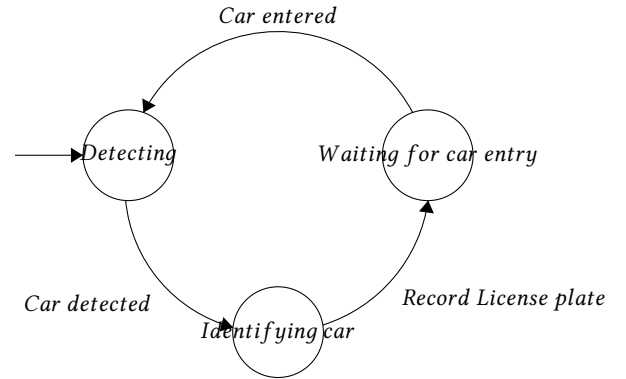 Car entered
Detecting
Waiting for car entry
Car detected
Record License plate
Identifying car